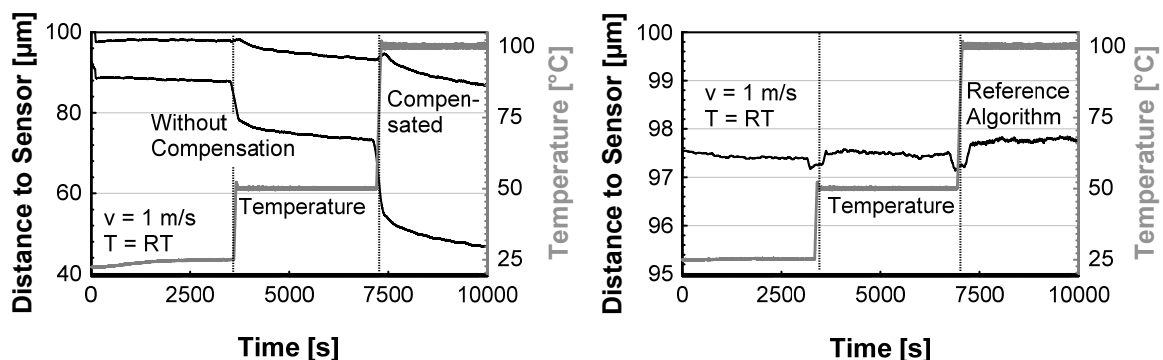 Distance to Sensor [µm]
100
80
60
40
Without
Compensation
Compen-
sated
Temperature
v = 1 m/s
T = RT
100
75
50
25
Temperature [°C]
0
2500
5000
7500
10000
Time [s]
Distance to Sensor [µm]
100
99
98
97
96
95
v = 1 m/s
T = RT
Reference
Algorithm
Temperature
100
75
50
25
Temperature [°C]
0
2500
5000
7500
10000
Time [s]